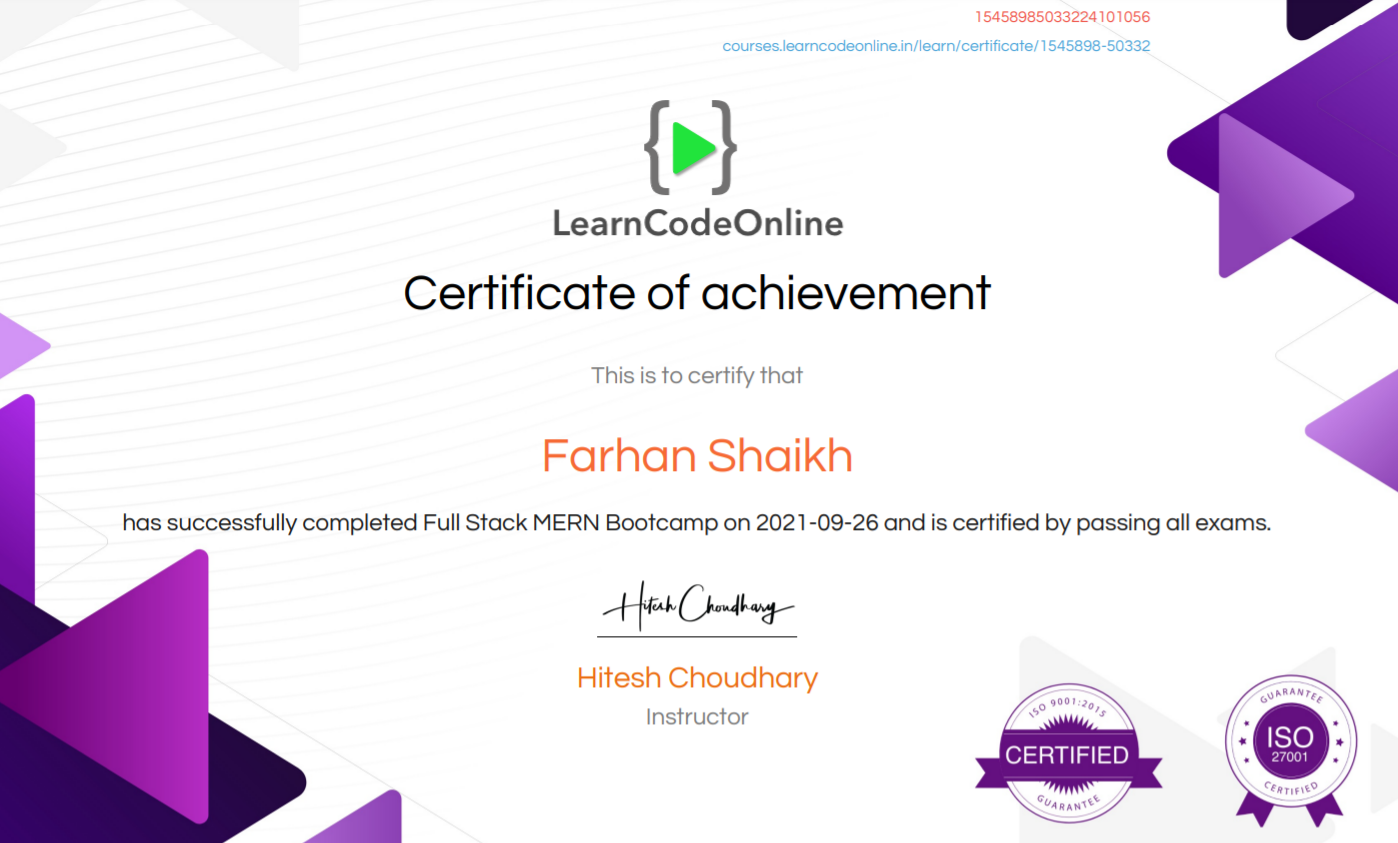 15458985033224101056
courses.learncodeonline.in/learn/certificate/1545898-50332
LearnCodeOnline
Certificate of achievement
This is to certify that
Farhan Shaikh
has successfully completed Full Stack MERN Bootcamp on 2021-09-26 and is certified by passing all exams.
Hitesh Choudhary
Hitesh Choudhary
Instructor
ISO 9001:2015
CERTIFIED
GUARANTEE
GUARANTEE
ISO
27001
CERTIFIED